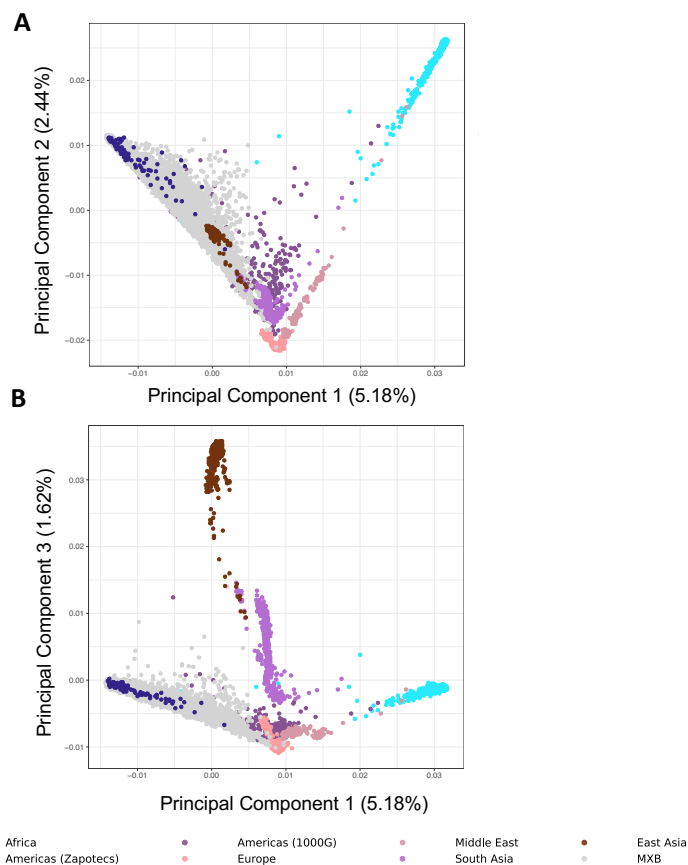 A
Principal Component 2 (2.44%)
0.02
0.01
0.00
−0.01
−0.02
−0.01 0.00 0.01 0.02 0.03
Principal Component 1 (5.18%)
B
Principal Component 3 (1.62%)
0.03
0.02
0.01
0.00
−0.01
−0.01 0.00 0.01 0.02 0.03
Principal Component 1 (5.18%)
Africa Americas (1000G) Middle East East Asia
Americas (Zapotecs) Europe South Asia MXB